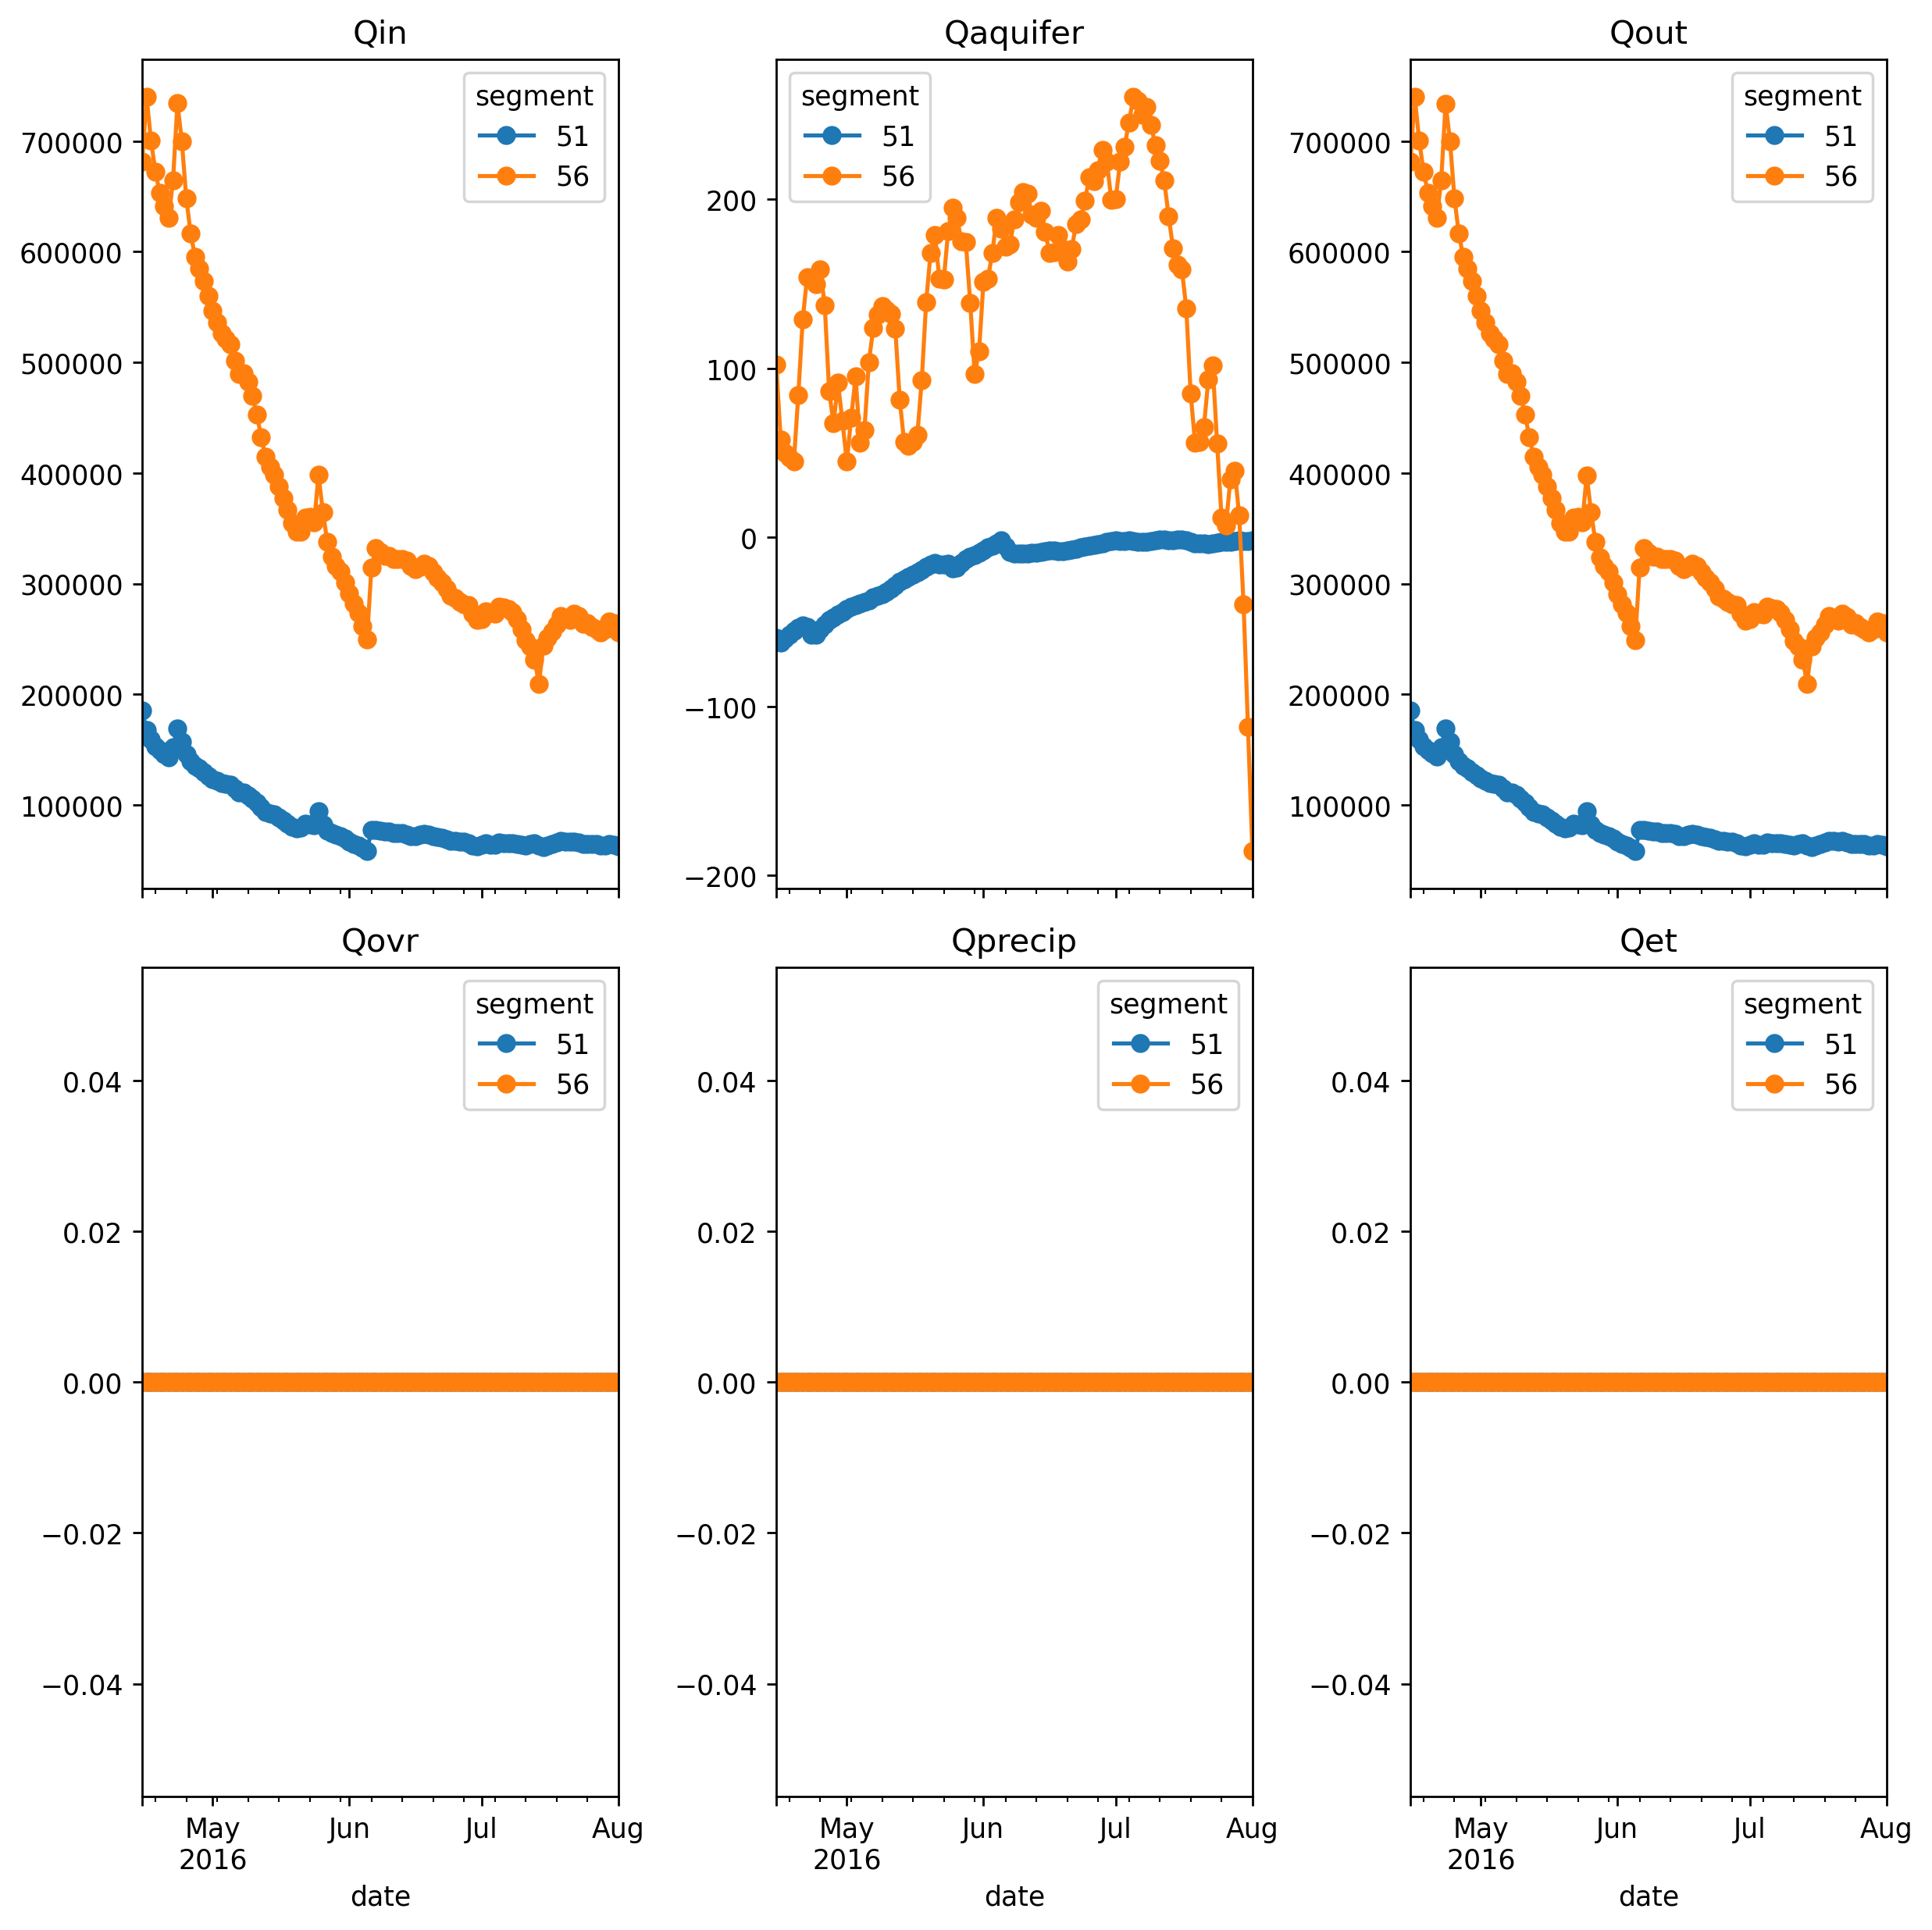 Qin
segment
51
56
700000
600000
500000
400000
300000
200000
100000
Qaquifer
segment
51
56
200
100
0
−100
−200
Qout
segment
51
56
700000
600000
500000
400000
300000
200000
100000
Qovr
segment
51
56
0.04
0.02
0.00
−0.02
−0.04
May
2016
Jun
Jul
Aug
date
Qprecip
segment
51
56
0.04
0.02
0.00
−0.02
−0.04
May
2016
Jun
Jul
Aug
date
Qet
segment
51
56
0.04
0.02
0.00
−0.02
−0.04
May
2016
Jun
Jul
Aug
date